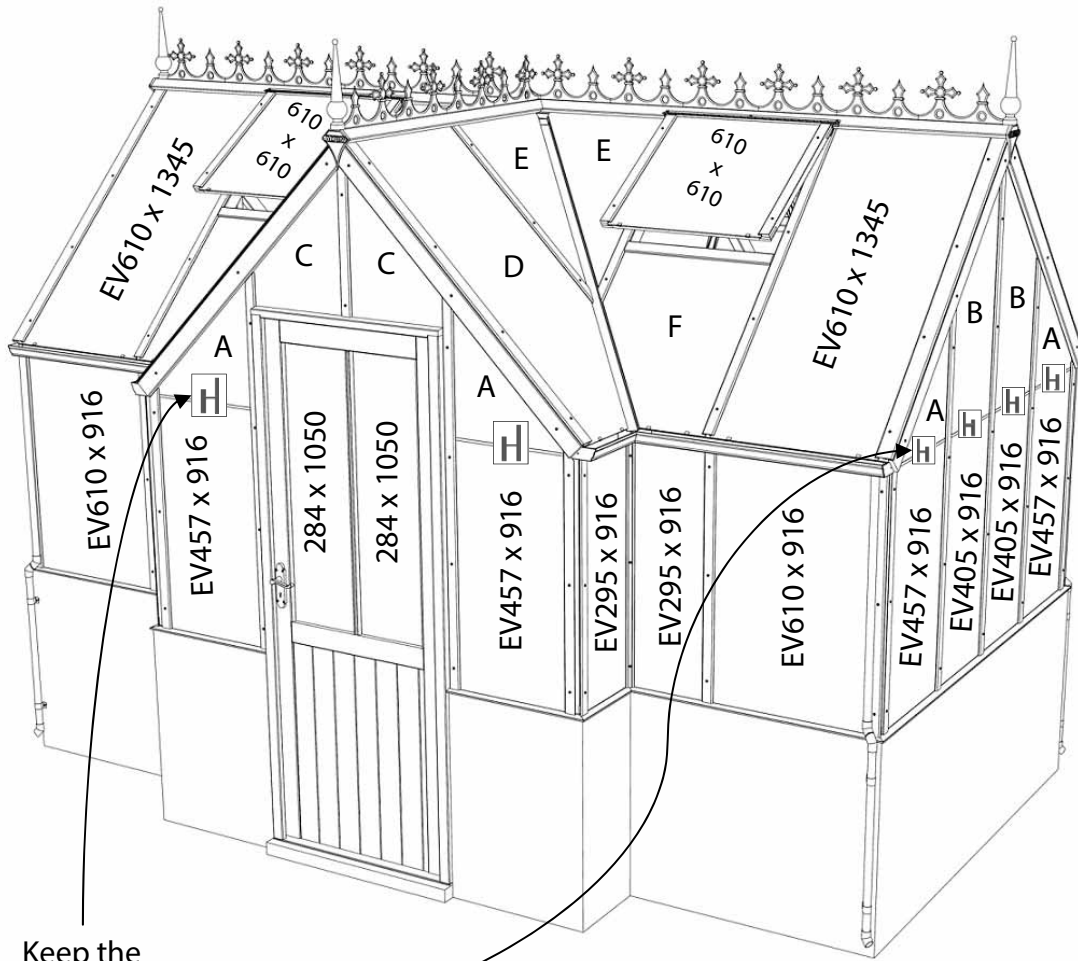 610
x
610
EV610 x 1345
E
E
610
x
610
EV610 x 1345
C
C
D
F
A
A
B
B
A
A
H
H
H
H
H
H
EV610 x 916
EV457 x 916
284 x 1050
284 x 1050
EV457 x 916
EV295 x 916
EV295 x 916
EV610 x 916
EV457 x 916
EV405 x 916
EV405 x 916
EV457 x 916
Keep the